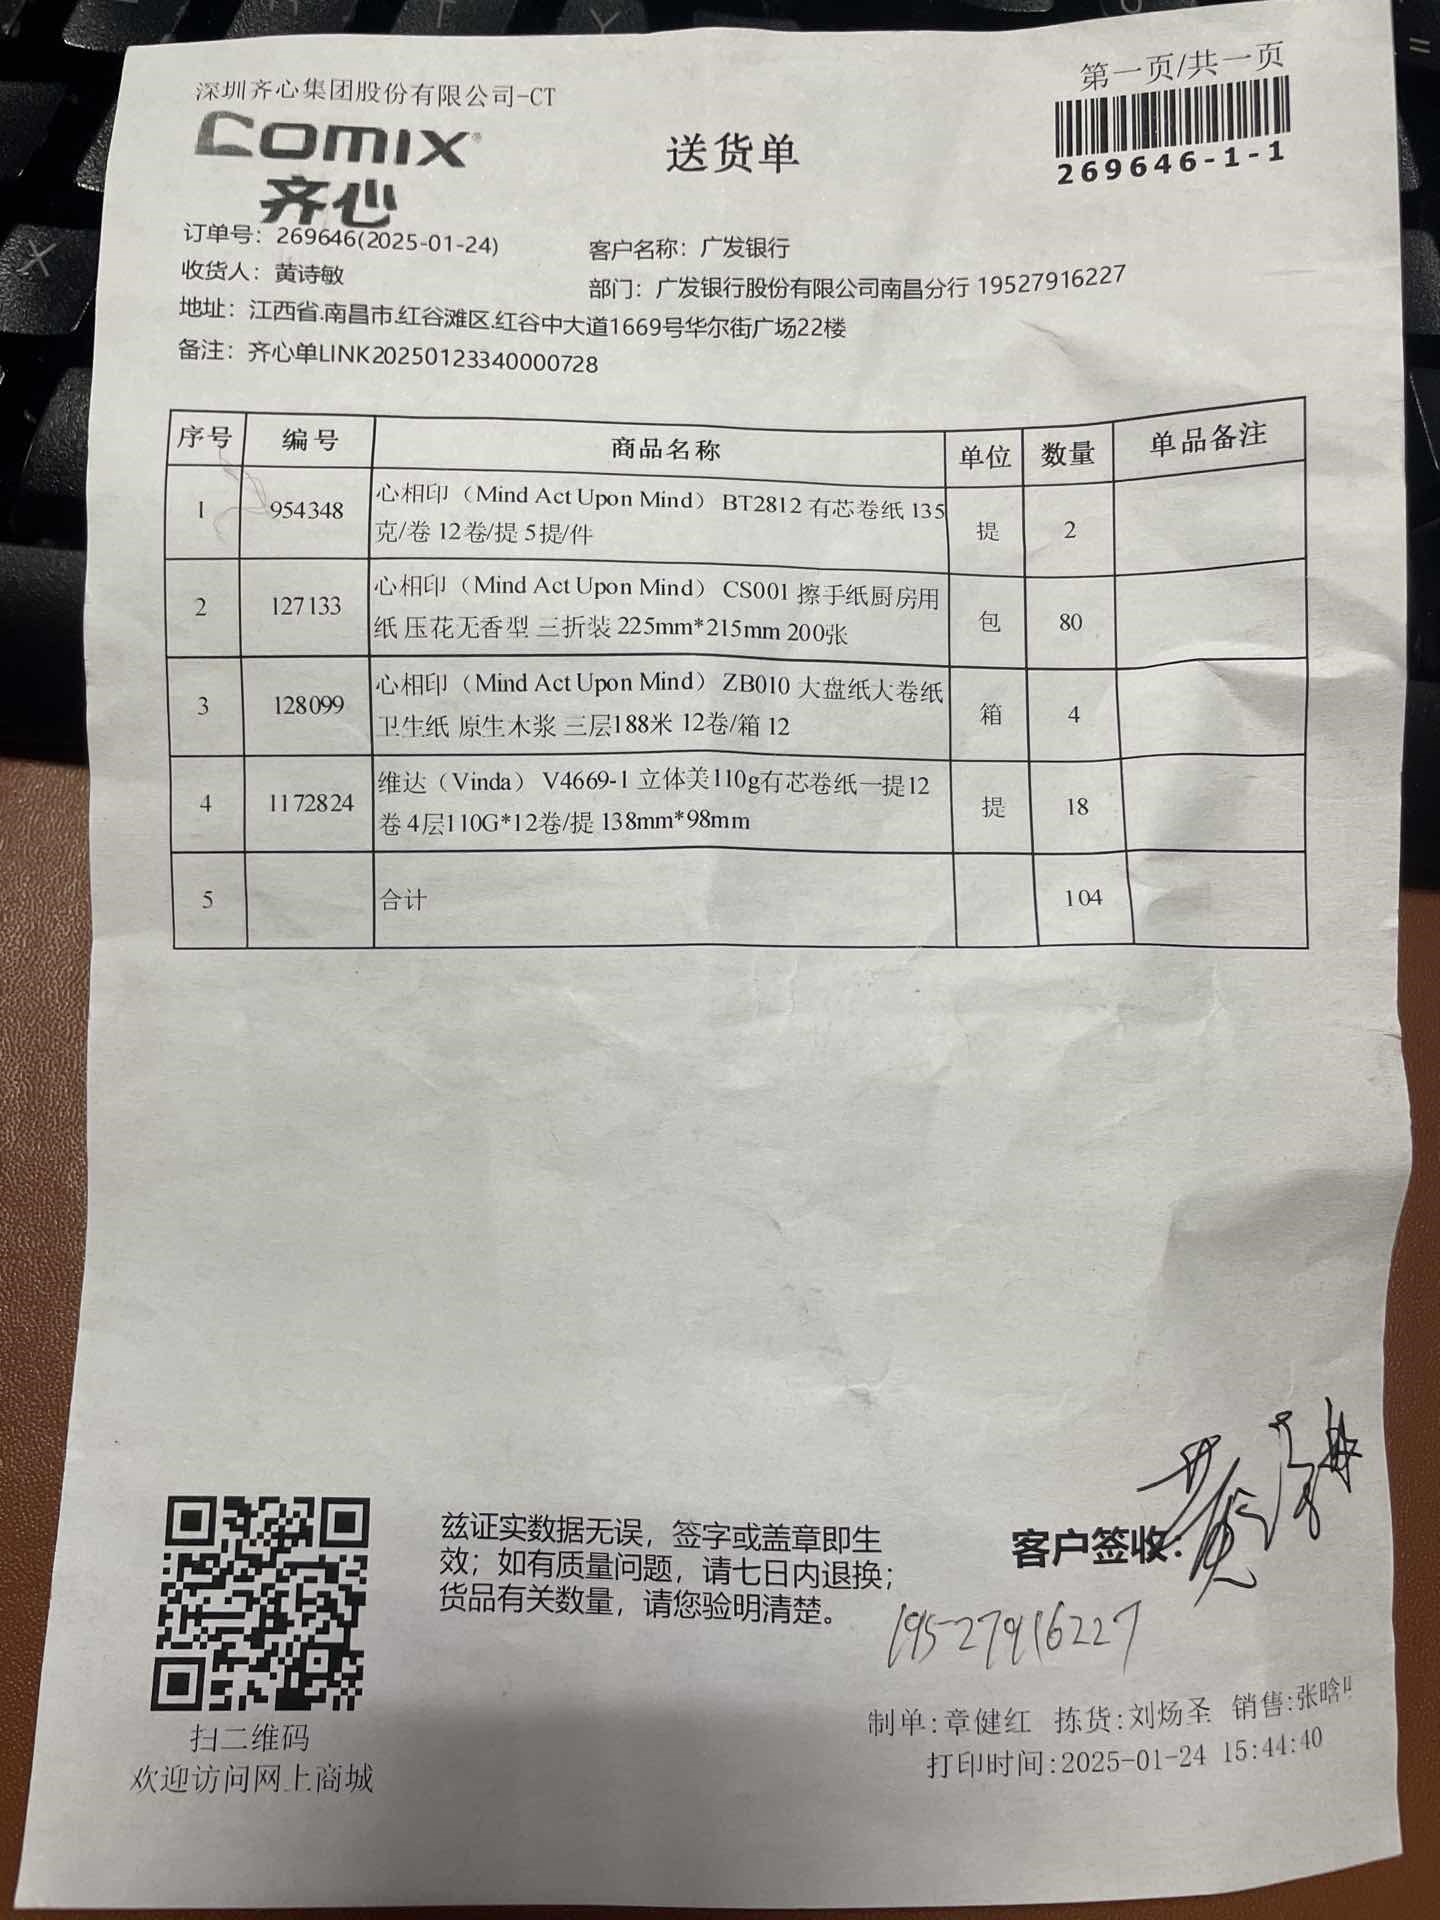 第一页/共一页
深圳齐心集团股份有限公司-CT
COMIX
齐心
送货单
269646-1-1
订单号：269646(2025-01-24)
客户名称：广发银行
收货人：黄诗敏
部门：广发银行股份有限公司南昌分行 19527916227
地址：江西省.南昌市.红谷滩区.红谷中大道1669号华尔街广场22楼
备注：齐心单LINK20250123340000728
序号 编号 商品名称 单位 数量 单品备注
1 954348 心相印（Mind Act Upon Mind） BT2812 有芯卷纸 135
克/卷 12卷/提 5提/件 提 2
2 127133 心相印（Mind Act Upon Mind） CS001 擦手纸厨房用
纸 压花无香型 三折装 225mm*215mm 200张 包 80
3 128099 心相印（Mind Act Upon Mind） ZB010 大盘纸大卷纸
卫生纸 原生木浆 三层188米 12卷/箱 12 箱 4
4 1172824 维达（Vinda） V4669-1 立体美110g有芯卷纸一提12
卷 4层110G*12卷/提 138mm*98mm 提 18
5 合计 104
兹证实数据无误，签字或盖章即生
效；如有质量问题，请七日内退换；
货品有关数量，请您验明清楚。
客户签收：黄诗敏
19527916227
扫二维码
欢迎访问网上商城
制单:章健红 拣货:刘炀圣 销售:张晗
打印时间:2025-01-24 15:44:40